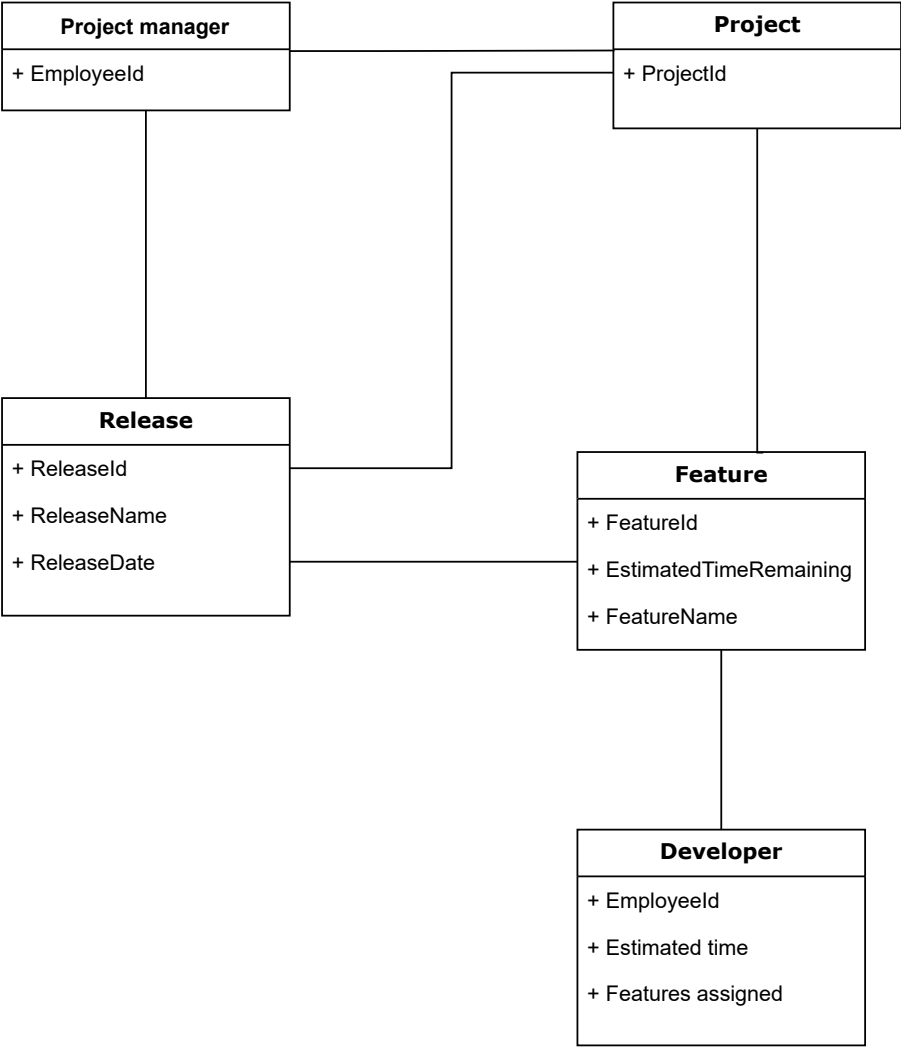 Project manager
+ EmployeeId
Project
+ ProjectId
Release
+ ReleaseId
+ ReleaseName
+ ReleaseDate
Feature
+ FeatureId
+ EstimatedTimeRemaining
+ FeatureName
Developer
+ EmployeeId
+ Estimated time
+ Features assigned